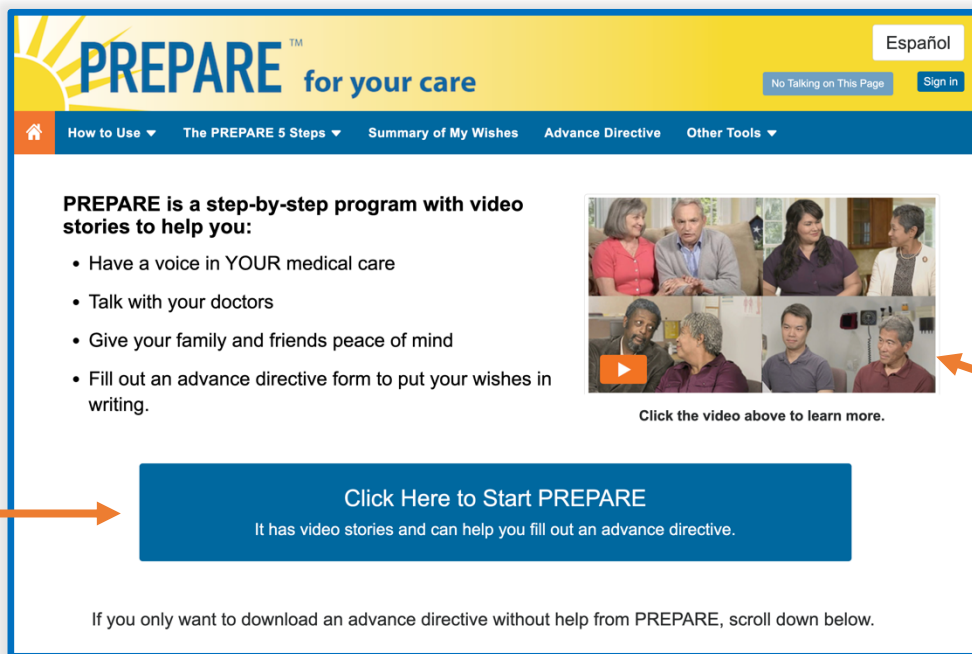 PREPARE™ for your care
Español
No Talking on This Page
Sign in
How to Use The PREPARE 5 Steps Summary of My Wishes Advance Directive Other Tools
PREPARE is a step-by-step program with video
stories to help you:
• Have a voice in YOUR medical care
• Talk with your doctors
• Give your family and friends peace of mind
• Fill out an advance directive form to put your wishes in
writing.
Click the video above to learn more.
Click Here to Start PREPARE
It has video stories and can help you fill out an advance directive.
If you only want to download an advance directive without help from PREPARE, scroll down below.